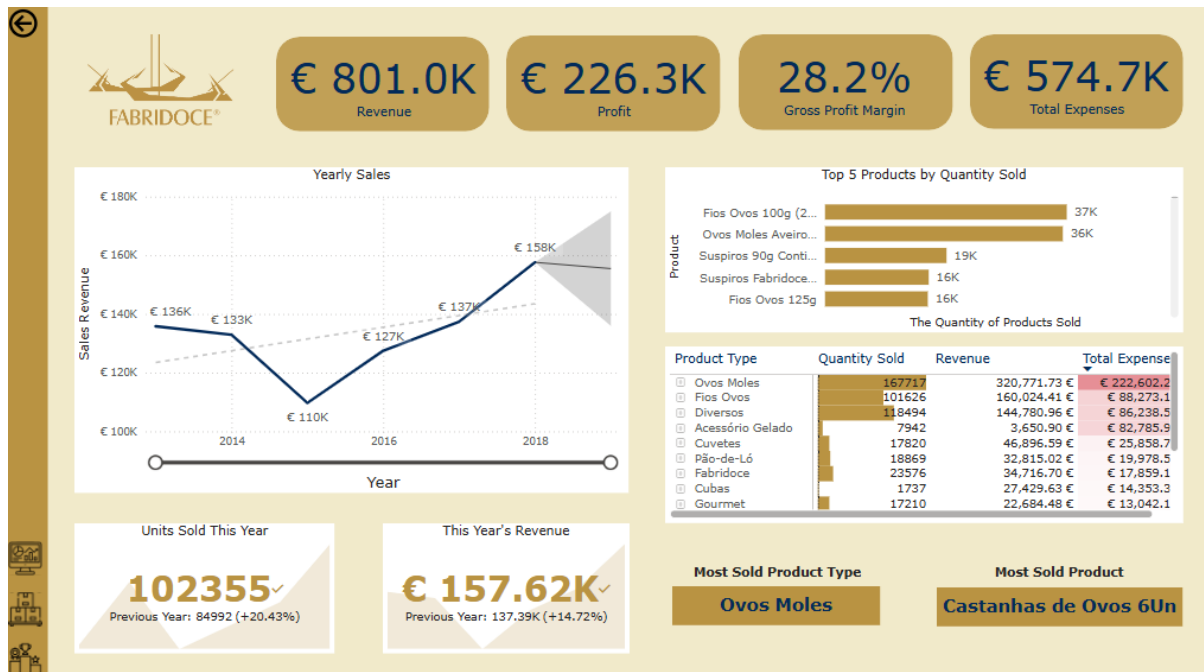 FABRIDOCE®
€ 801.0K
Revenue
€ 226.3K
Profit
28.2%
Gross Profit Margin
€ 574.7K
Total Expenses
Yearly Sales
Sales Revenue
€ 180K
€ 160K
€ 140K
€ 120K
€ 100K
€ 136K
€ 133K
€ 110K
€ 127K
€ 137K
€ 158K
2014
2016
2018
Year
Top 5 Products by Quantity Sold
Product
Fios Ovos 100g (2... 37K
Ovos Moles Aveiro... 36K
Suspiros 90g Conti... 19K
Suspiros Fabridoce... 16K
Fios Ovos 125g 16K
The Quantity of Products Sold
Product Type Quantity Sold Revenue Total Expense
Ovos Moles 167717 320,771.73 € € 222,602.2
Fios Ovos 101626 160,024.41 € € 88,273.1
Diversos 118494 144,780.96 € € 86,238.5
Acessório Gelado 7942 3,650.90 € € 82,785.9
Cuvetes 17820 46,896.59 € € 25,858.7
Pão-de-Ló 18869 32,815.02 € € 19,978.5
Fabridoce 23576 34,716.70 € € 17,859.1
Cubas 1737 27,429.63 € € 14,353.3
Gourmet 17210 22,684.48 € € 13,042.1
Units Sold This Year
102355
Previous Year: 84992 (+20.43%)
This Year's Revenue
€ 157.62K
Previous Year: 137.39K (+14.72%)
Most Sold Product Type
Ovos Moles
Most Sold Product
Castanhas de Ovos 6Un